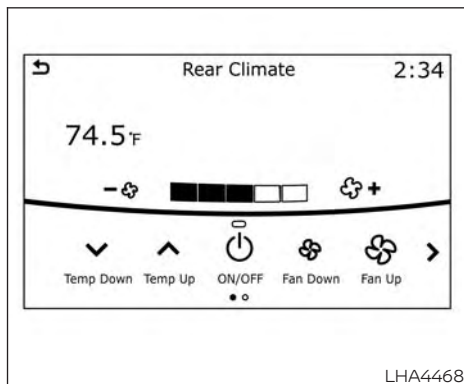 Rear Climate 2:34
74.5°F
– +
Temp Down Temp Up ON/OFF Fan Down Fan Up
LHA4468